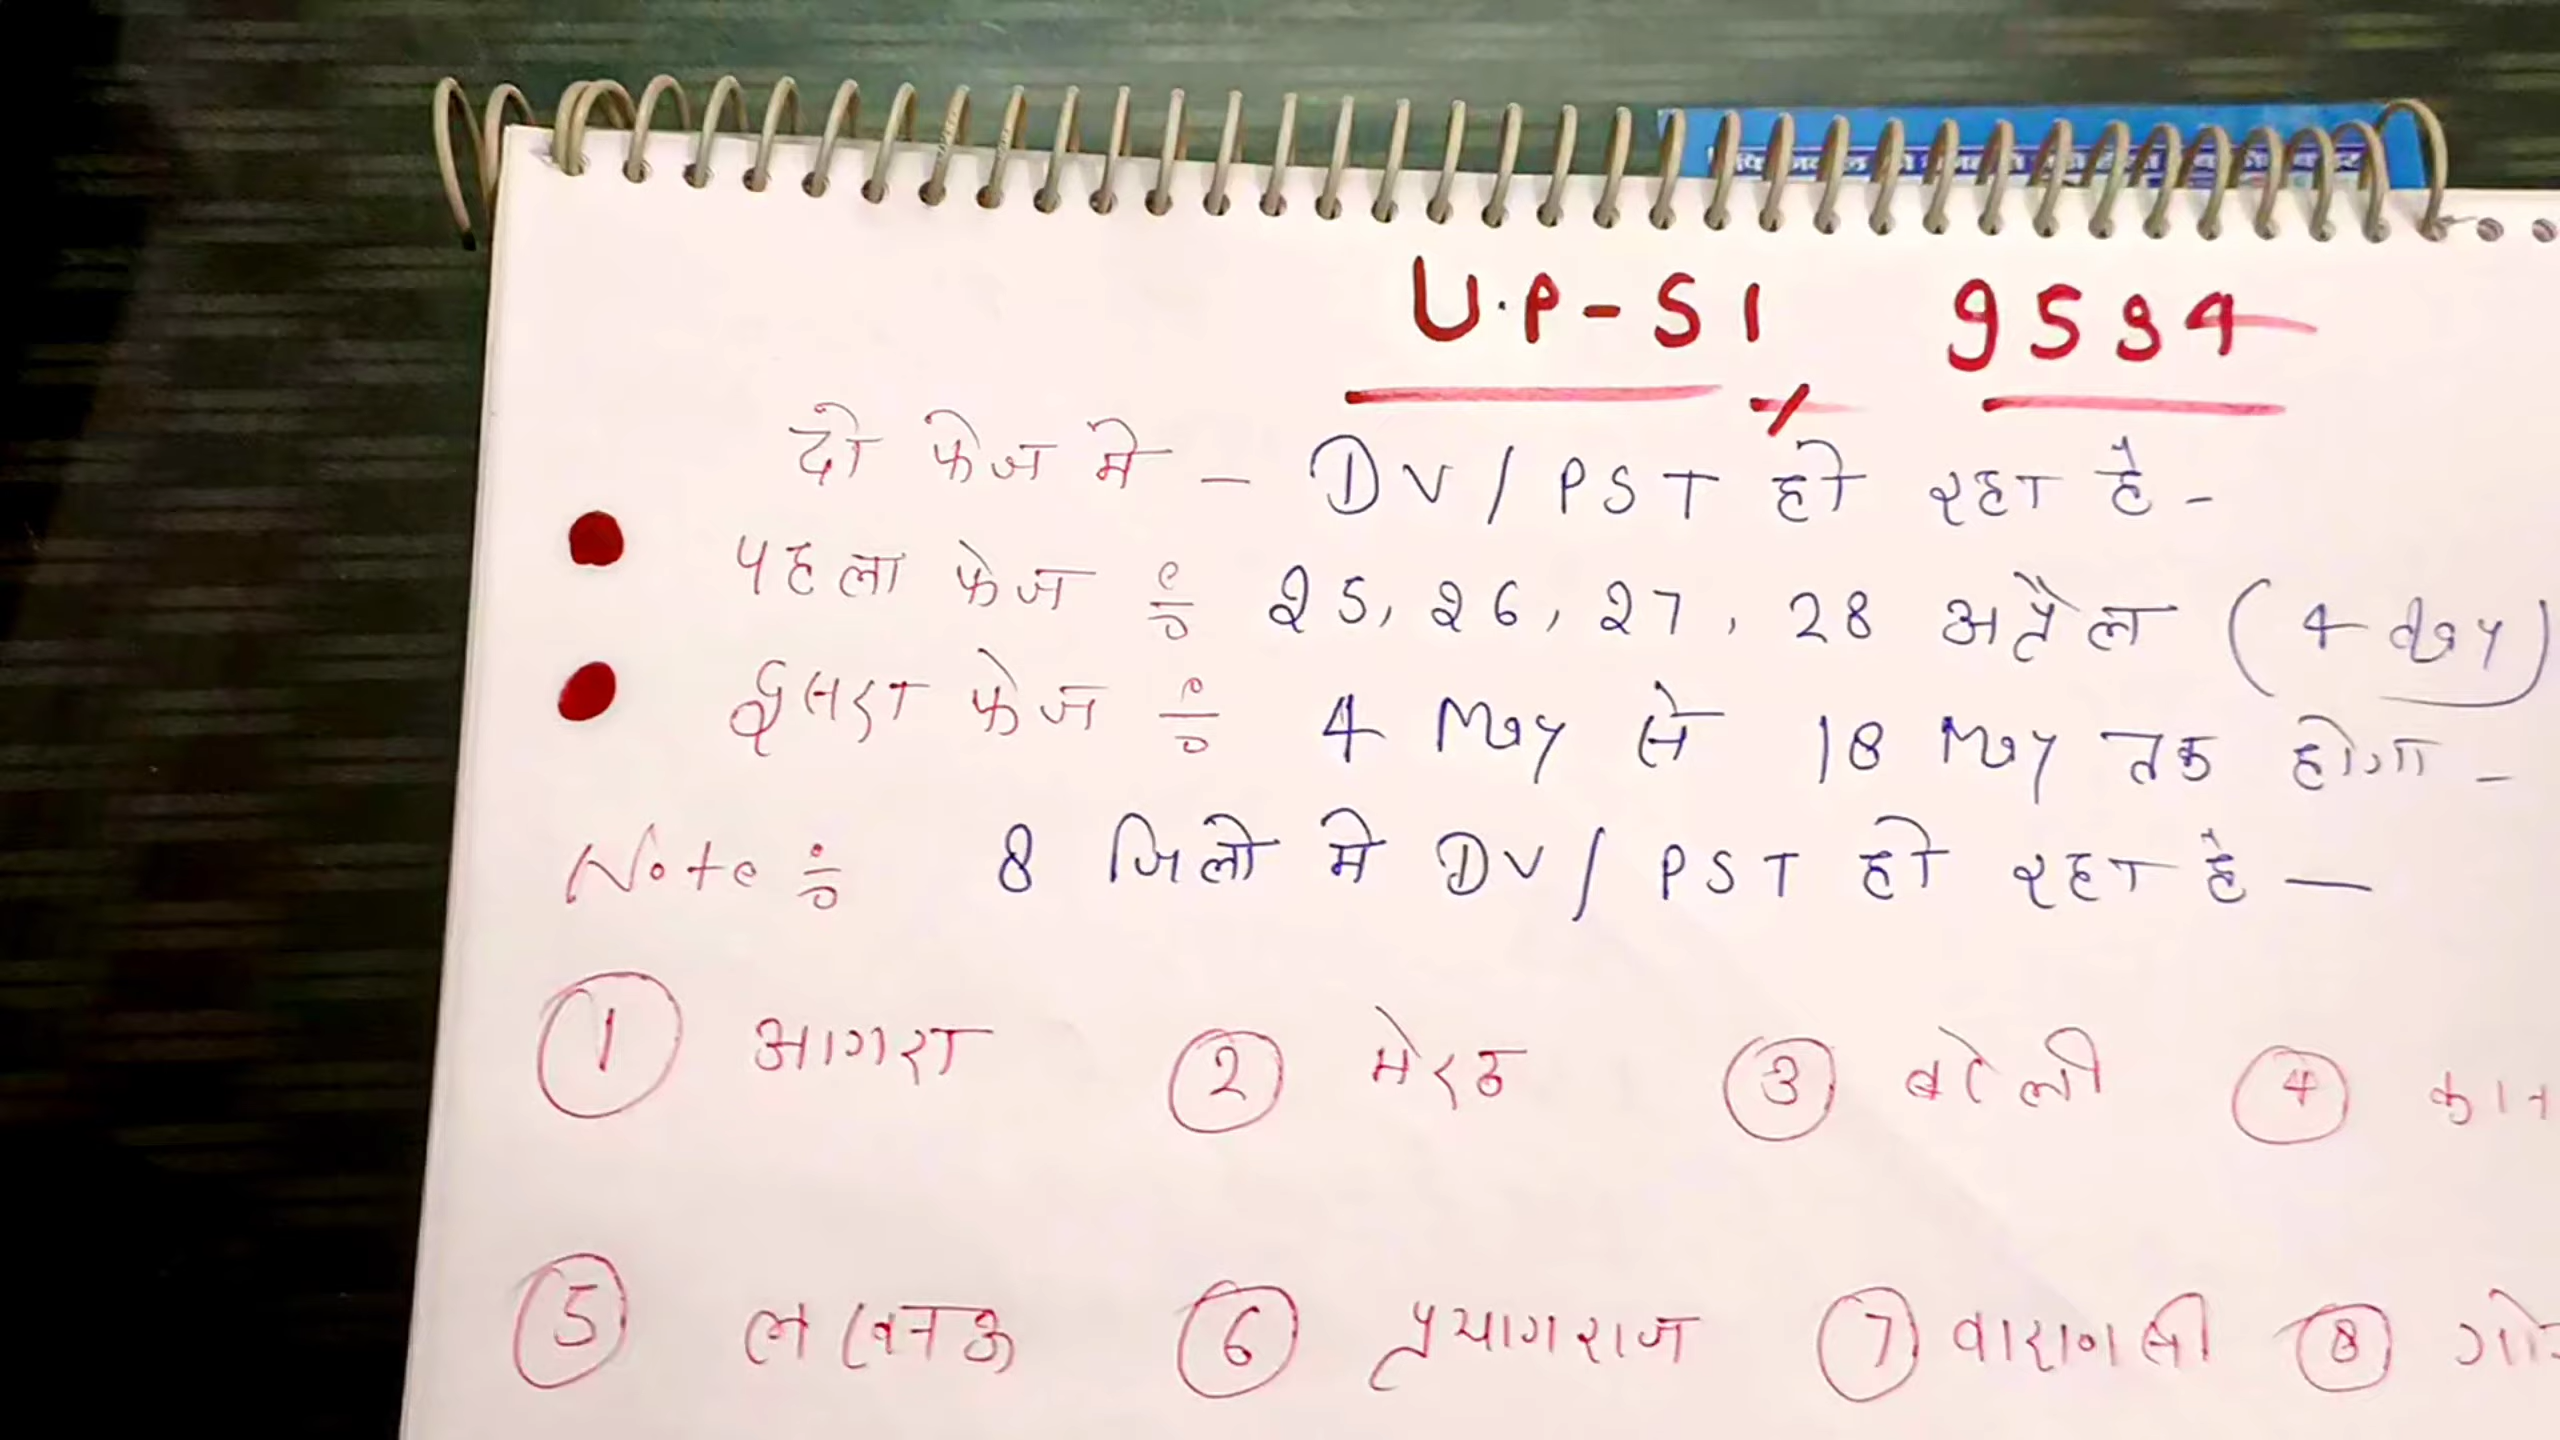 U.P-SI 9534
दो फेज मे - DV/PST हो रहा है -
पहला फेज ÷ 25, 26, 27, 28 अप्रैल (4 day)
दुसरा फेज ÷ 4 May से 18 May तक होगा -
Note ÷ 8 जिलो मे DV/PST हो रहा है —
① आगरा ② मेरठ ③ बरेली ④ कान
⑤ लखनऊ ⑥ प्रयागराज ⑦ वाराणसी ⑧ गो